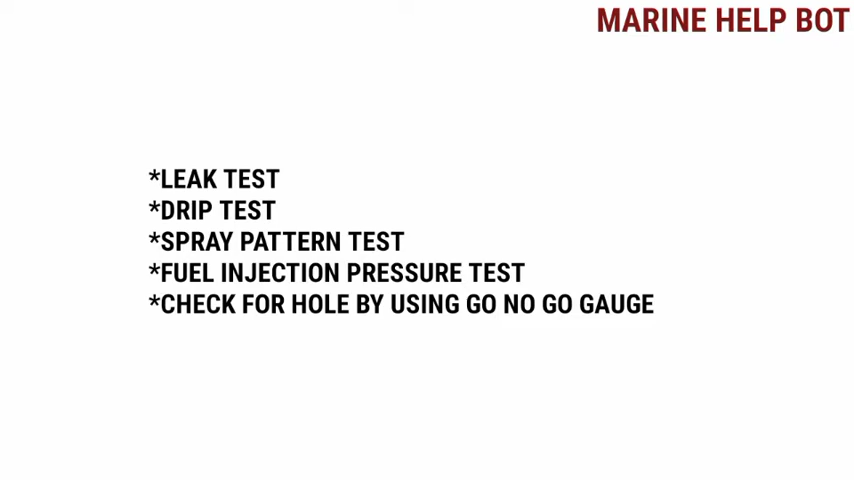 MARINE HELP BOT
*LEAK TEST
*DRIP TEST
*SPRAY PATTERN TEST
*FUEL INJECTION PRESSURE TEST
*CHECK FOR HOLE BY USING GO NO GO GAUGE